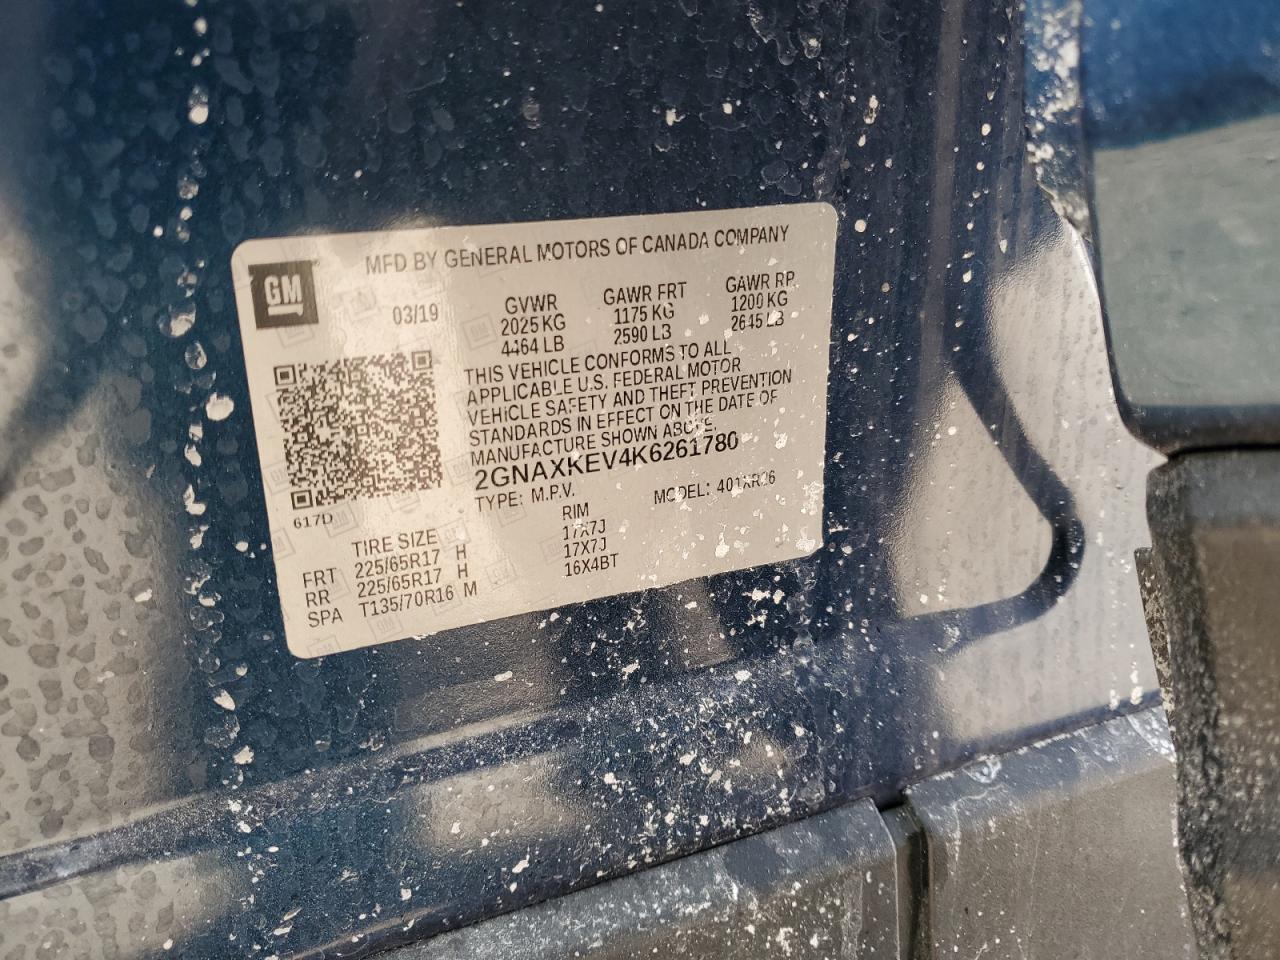 MFD BY GENERAL MOTORS OF CANADA COMPANY
GM
03/19
GVWR GAWR FRT GAWR RR
2025 KG 1175 KG 1200 KG
4464 LB 2590 LB 2645 LB
THIS VEHICLE CONFORMS TO ALL
APPLICABLE U.S. FEDERAL MOTOR
VEHICLE SAFETY AND THEFT PREVENTION
STANDARDS IN EFFECT ON THE DATE OF
MANUFACTURE SHOWN ABOVE.
2GNAXKEV4K6261780
TYPE: M.P.V. MODEL: 401XR26
617D
TIRE SIZE RIM
FRT 225/65R17 H 17X7J
RR 225/65R17 H 17X7J
SPA T135/70R16 M 16X4BT